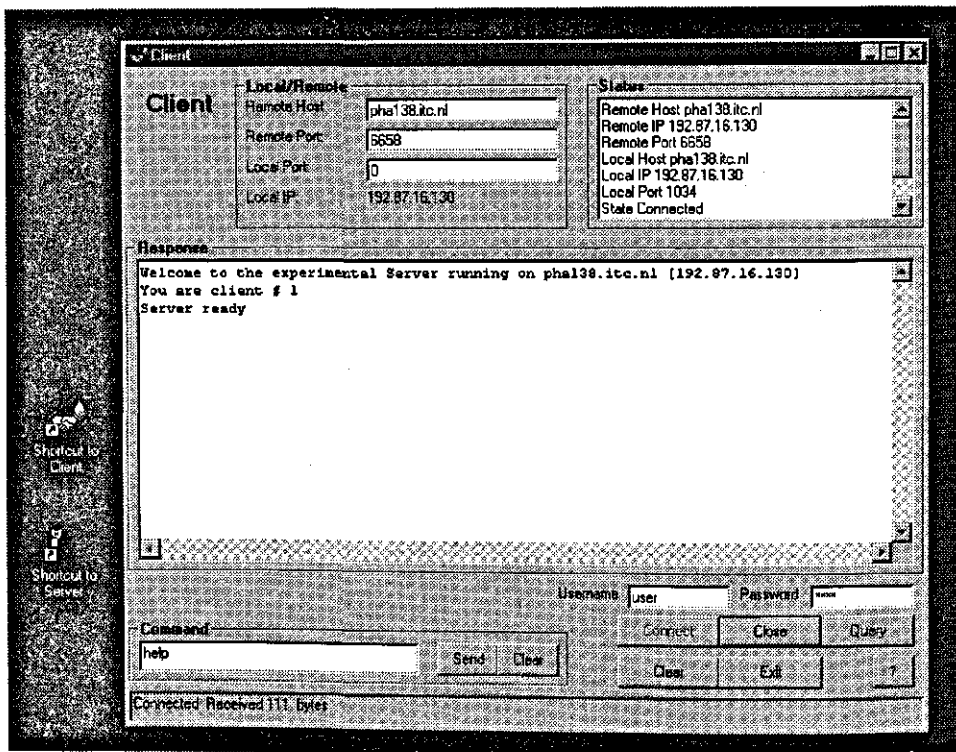 Client
Client
Local/Remote
Remote Host
pha138.itc.nl
Remote Port
6658
Local Port
0
Local IP:
192.87.16.130
Status
Remote Host pha138.itc.nl
Remote IP 192.87.16.130
Remote Port 6658
Local Host pha138.itc.nl
Local IP 192.87.16.130
Local Port 1034
State Connected
Response
Welcome to the experimental Server running on pha138.itc.nl [192.87.16.130]
You are client # 1
Server ready
Shortcut to
Client
Shortcut to
Server
Username
user
Password
*****
Command
help
Send
Clear
Connect
Close
Query
Clear
Exit
?
Connected. Received 111, bytes